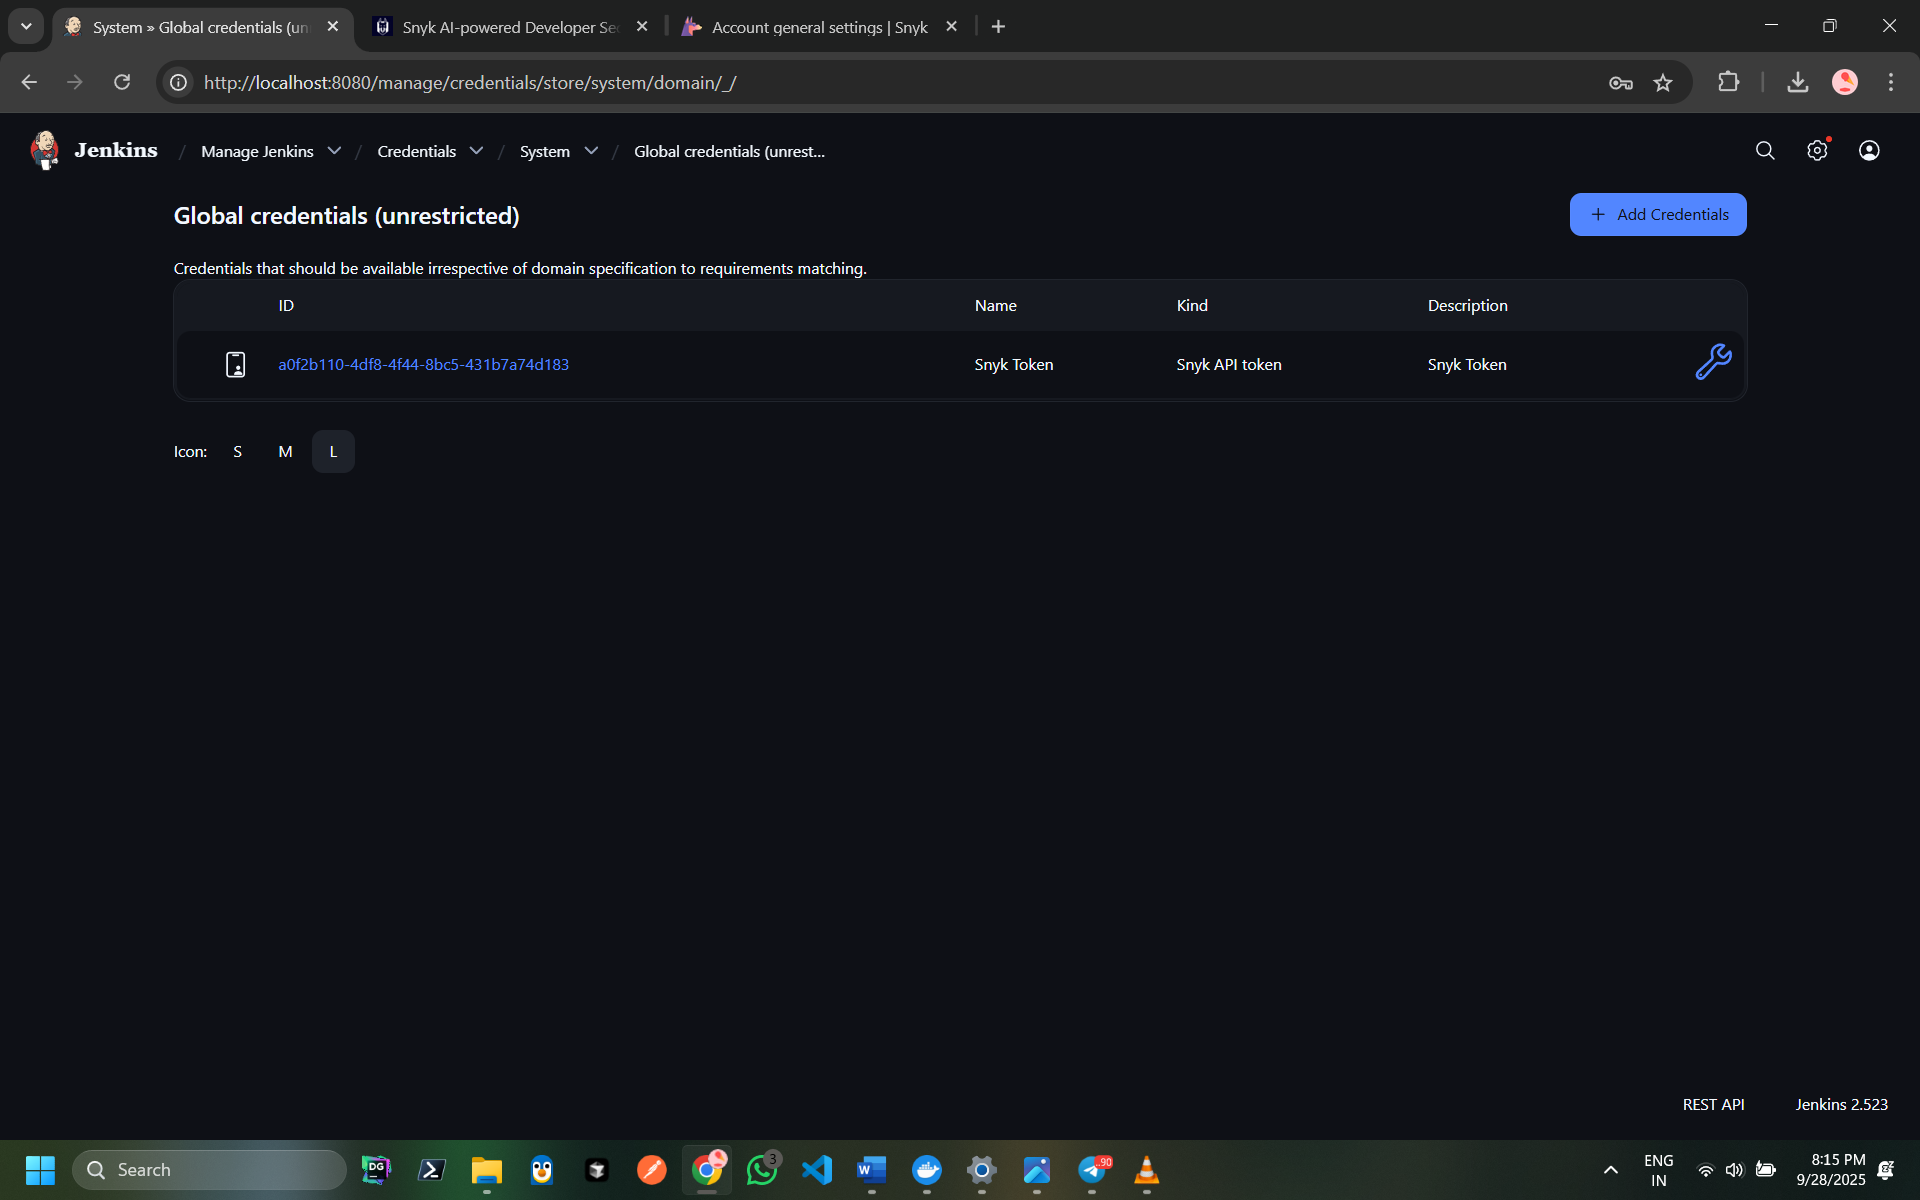 System » Global credentials (un
Snyk AI-powered Developer Sec
Account general settings | Snyk
http://localhost:8080/manage/credentials/store/system/domain/_/
Jenkins / Manage Jenkins / Credentials / System / Global credentials (unrest...
Global credentials (unrestricted)
+ Add Credentials
Credentials that should be available irrespective of domain specification to requirements matching.
ID Name Kind Description
a0f2b110-4df8-4f44-8bc5-431b7a74d183 Snyk Token Snyk API token Snyk Token
Icon: S M L
REST API Jenkins 2.523
Search
DG
3
W
90
ENG
IN
8:15 PM
9/28/2025